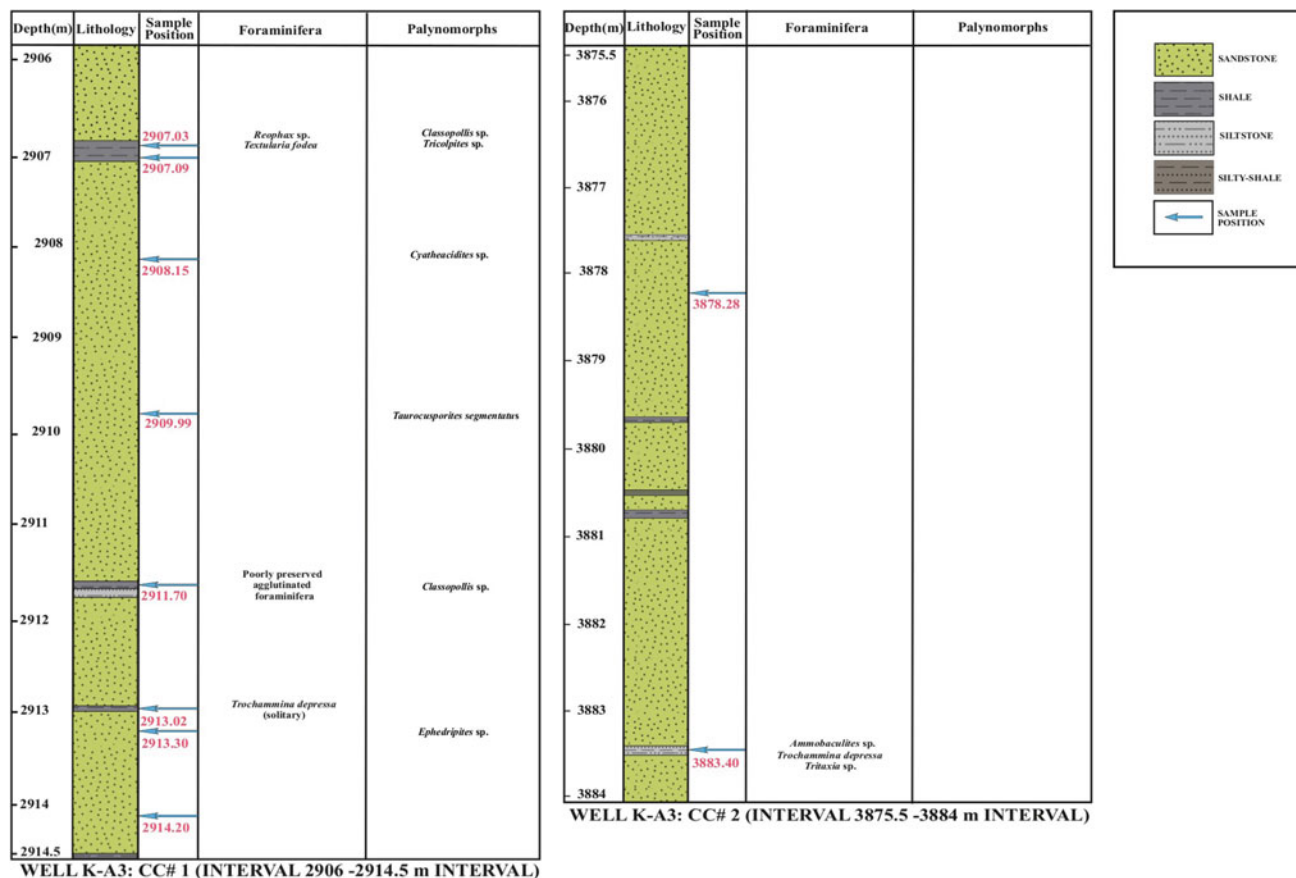 Depth(m) Lithology Sample Position Foraminifera Palynomorphs
2906
2907.03
Reophax sp.
Textularia fodea
Classopollis sp.
Tricolpites sp.
2907
2907.09
2908
Cyatheacidites sp.
2908.15
2909
2909.99
Taurocusporites segmentatus
2910
2911
Poorly preserved
agglutinated
foraminifera
Classopollis sp.
2911.70
2912
Trochammina depressa
(solitary)
2913
2913.02
2913.30
Ephedripites sp.
2914
2914.20
2914.5
WELL K-A3: CC# 1 (INTERVAL 2906 -2914.5 m INTERVAL)
Depth(m) Lithology Sample Position Foraminifera Palynomorphs
3875.5
3876
3877
3878
3878.28
3879
3880
3881
3882
3883
Ammobaculites sp.
Trochammina depressa
Tritaxia sp.
3883.40
3884
WELL K-A3: CC# 2 (INTERVAL 3875.5 -3884 m INTERVAL)
SANDSTONE
SHALE
SILTSTONE
SILTY-SHALE
SAMPLE
POSITION